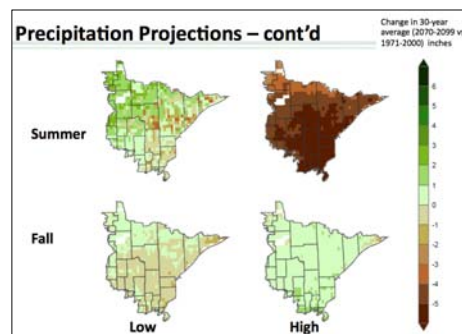 Precipitation Projections – cont’d
Change in 30-year
average (2070-2099 vs
1971-2000) inches
Summer
Fall
Low
High
6
5
4
3
2
1
0
-1
-2
-3
-4
-5